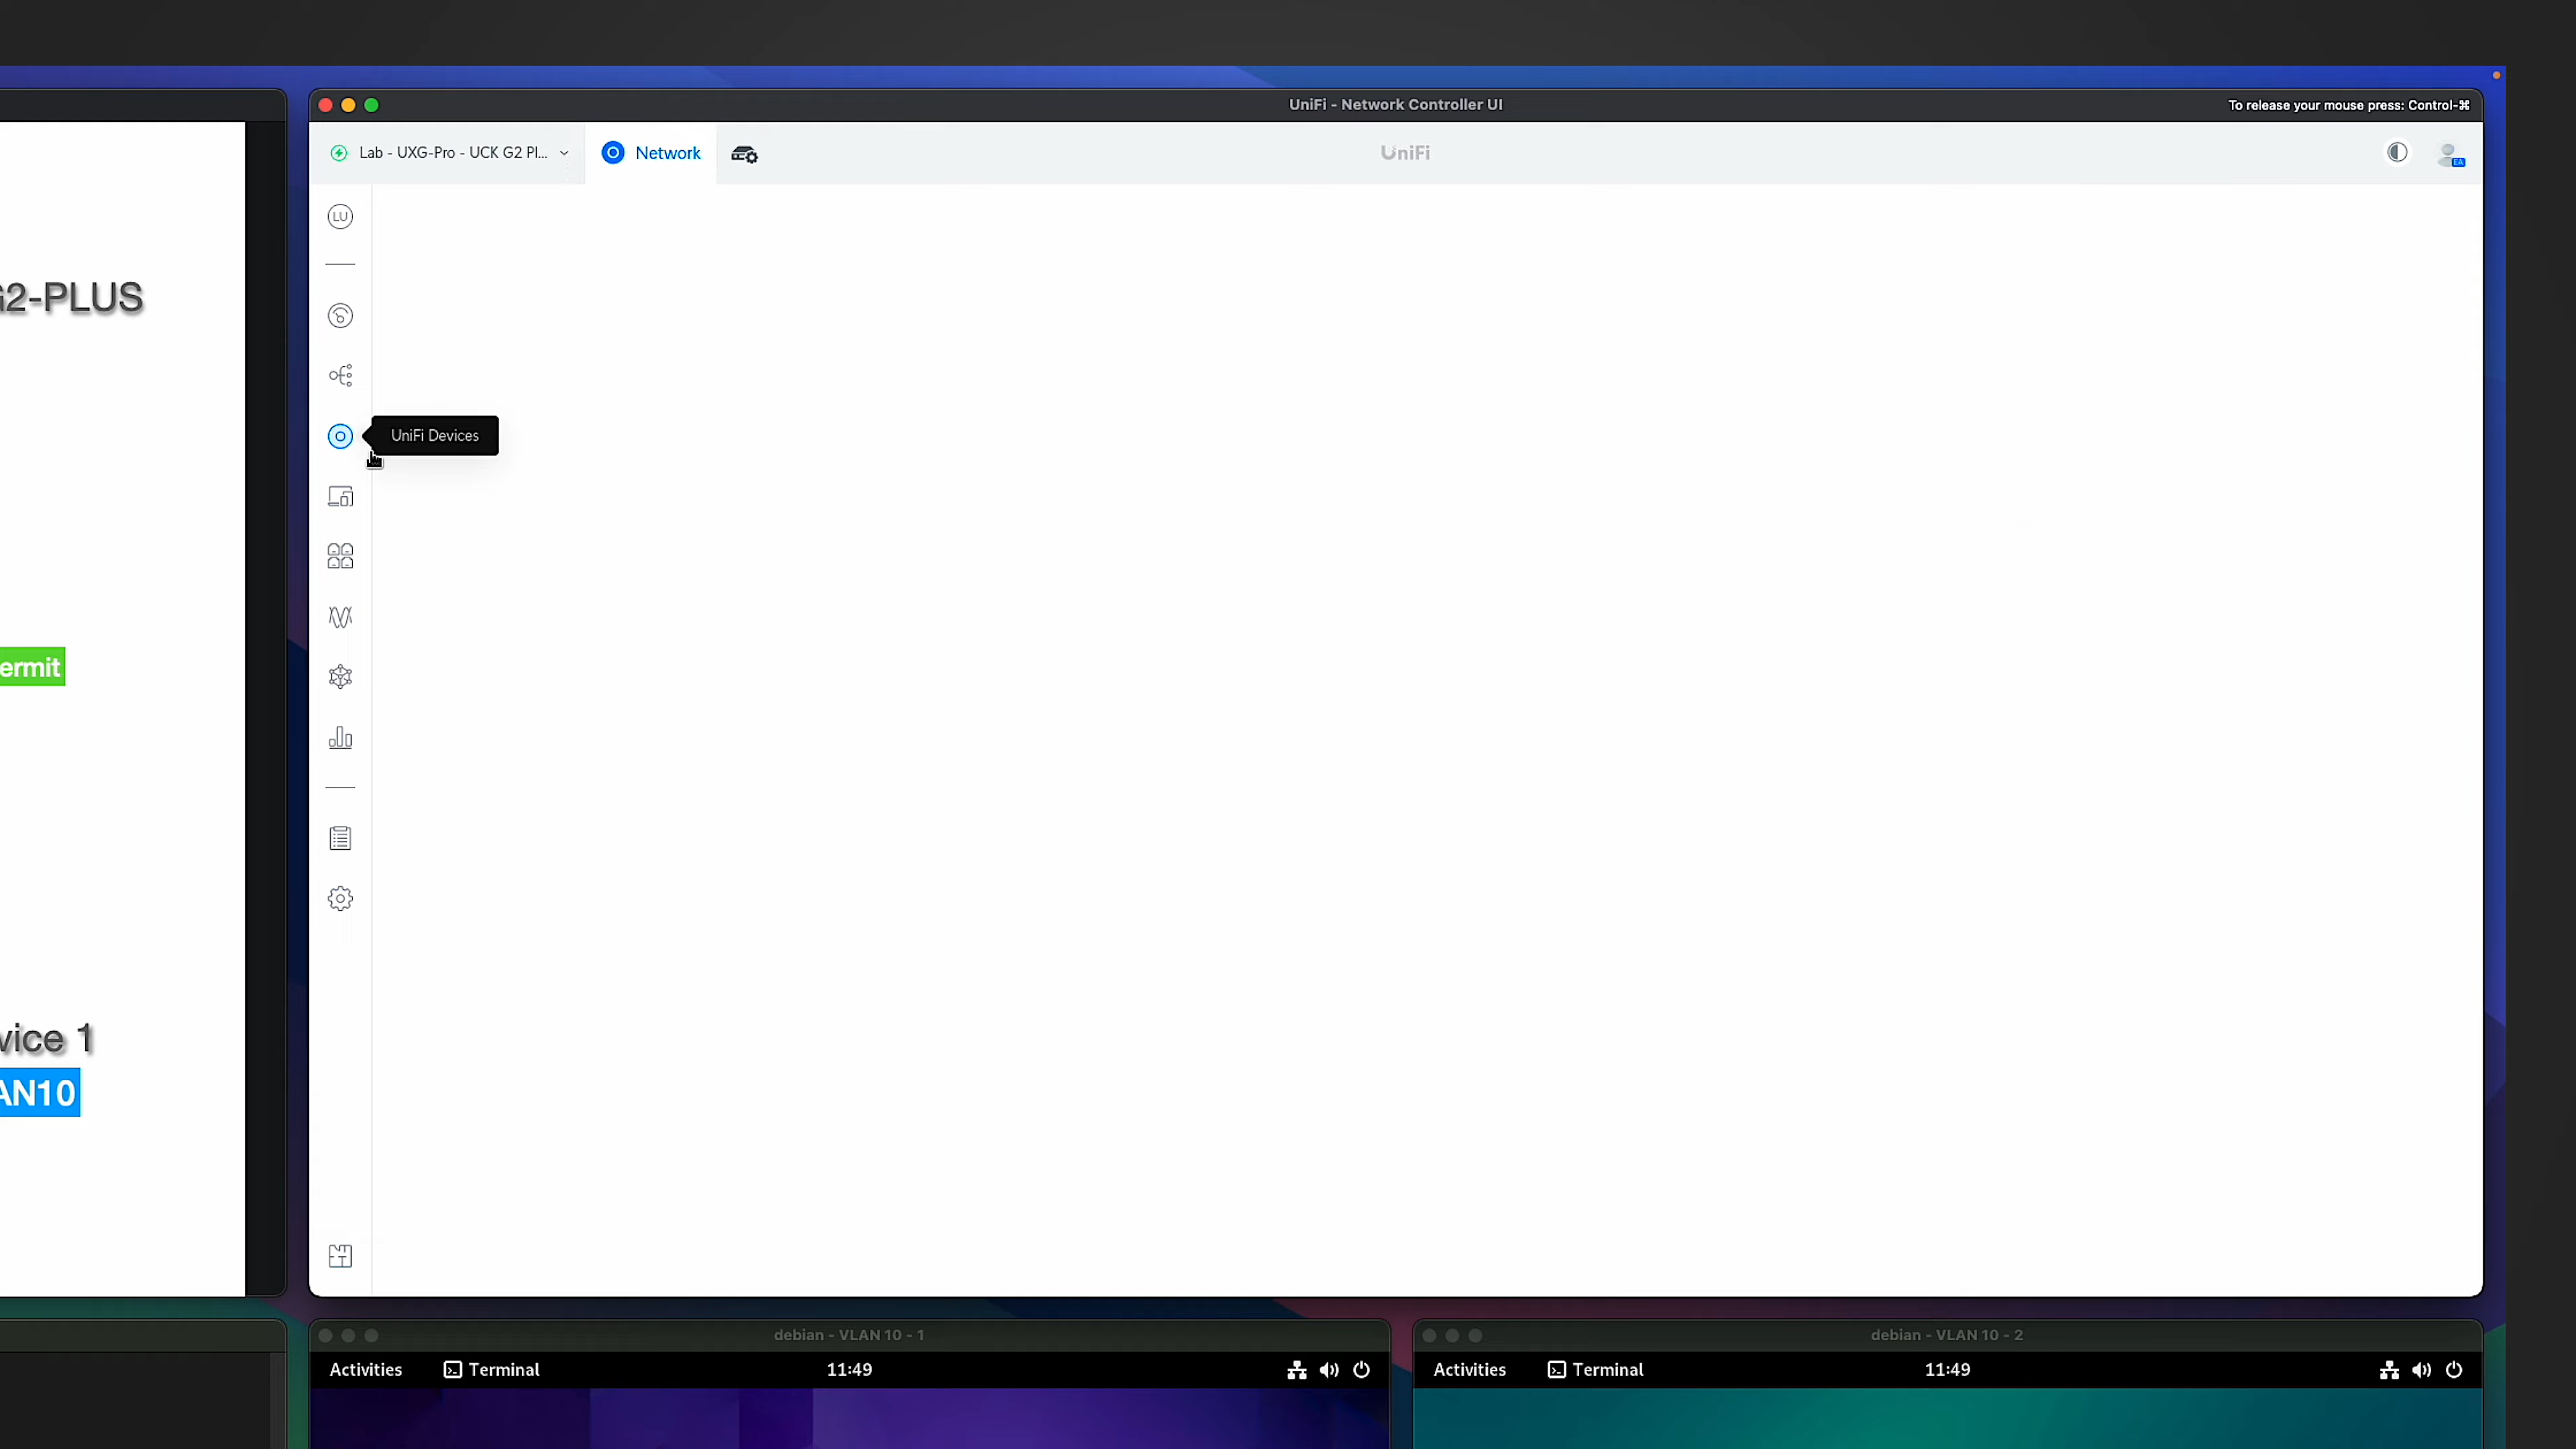 UniFi - Network Controller UI
To release your mouse press: Control-⌘
Lab - UXG-Pro - UCK G2 Pl...
Network
UniFi
EA
LU
G2-PLUS
UniFi Devices
ermit
vice 1
AN10
debian - VLAN 10 - 1
Activities
Terminal
11:49
debian - VLAN 10 - 2
Activities
Terminal
11:49